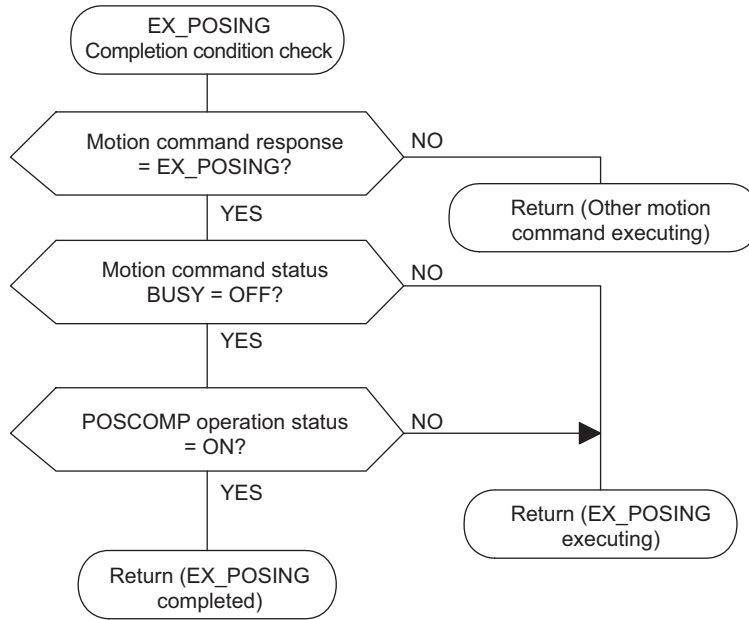 EX_POSING
Completion condition check
Motion command response
= EX_POSING?
NO
YES
Return (Other motion
command executing)
Motion command status
BUSY = OFF?
NO
YES
POSCOMP operation status
= ON?
NO
YES
Return (EX_POSING
executing)
Return (EX_POSING
completed)